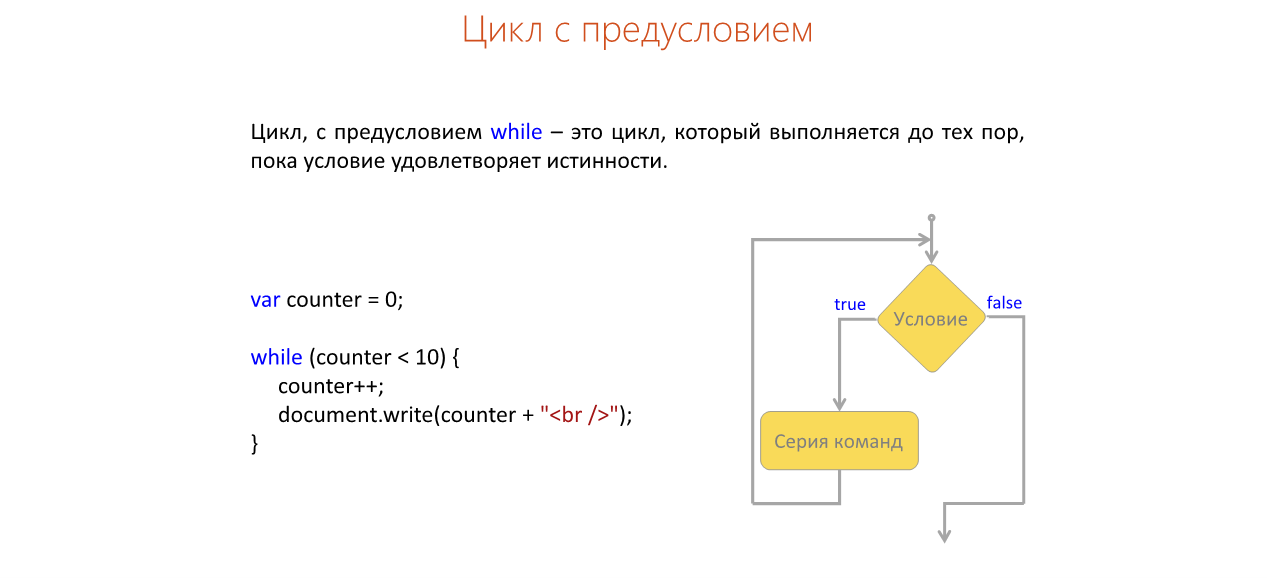 Цикл с предусловием
Цикл, с предусловием while – это цикл, который выполняется до тех пор,
пока условие удовлетворяет истинности.
var counter = 0;
while (counter < 10) {
counter++;
document.write(counter + "<br />");
}
true
false
Условие
Серия команд